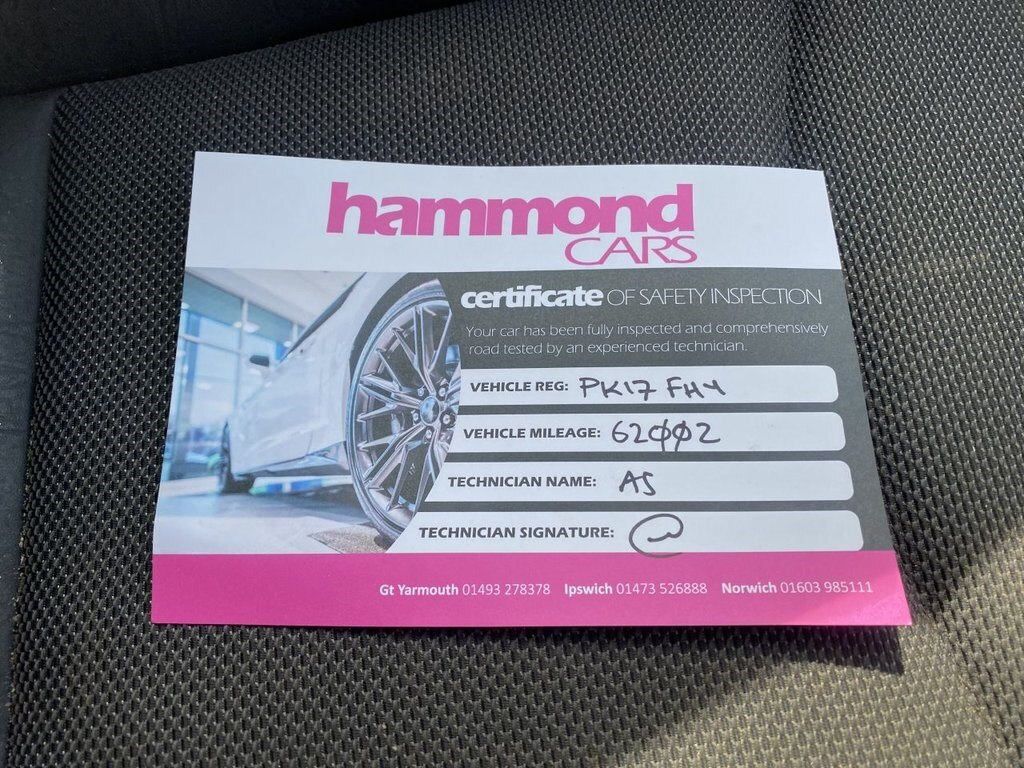 hammond
CARS
certificate OF SAFETY INSPECTION
Your car has been fully inspected and comprehensively
road tested by an experienced technician.
VEHICLE REG: PK17 FHY
VEHICLE MILEAGE: 62002
TECHNICIAN NAME: AS
TECHNICIAN SIGNATURE:
Gt Yarmouth 01493 278378 Ipswich 01473 526888 Norwich 01603 985111